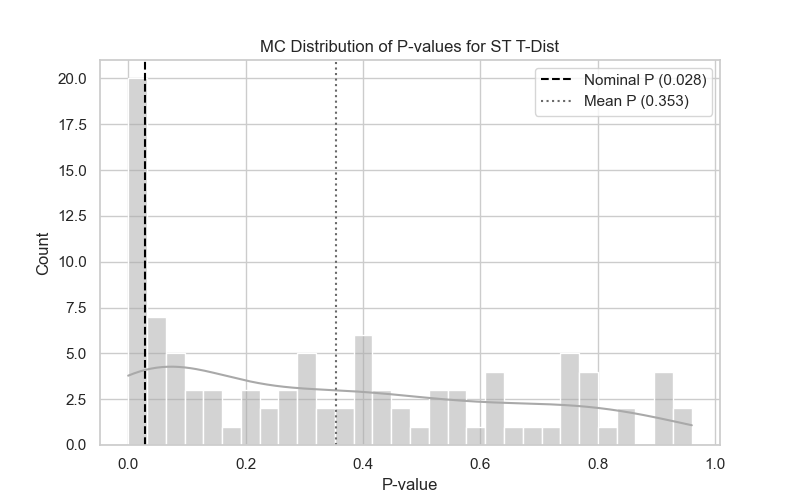 MC Distribution of P-values for ST T-Dist
Nominal P (0.028)
Mean P (0.353)
20.0
17.5
15.0
12.5
10.0
7.5
5.0
2.5
0.0
Count
0.0 0.2 0.4 0.6 0.8 1.0
P-value